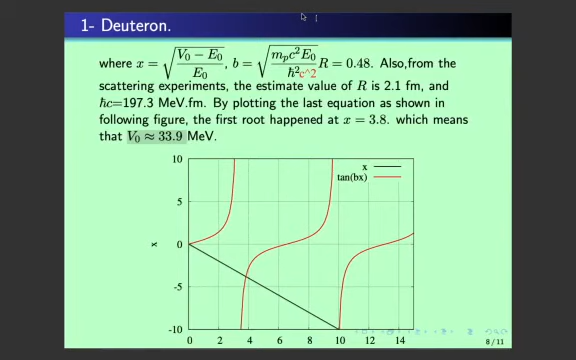 1- Deuteron.
where x = √((V₀ − E₀)/E₀), b = √((mₚc²E₀)/(ℏ²c^2)) R = 0.48. Also,from the
scattering experiments, the estimate value of R is 2.1 fm, and
ℏc=197.3 MeV.fm. By plotting the last equation as shown in
following figure, the first root happened at x = 3.8. which means
that V₀ ≈ 33.9 MeV.
10
x
tan(bx)
5
x
0
-5
-10
0 2 4 6 8 10 12 14
8 / 11